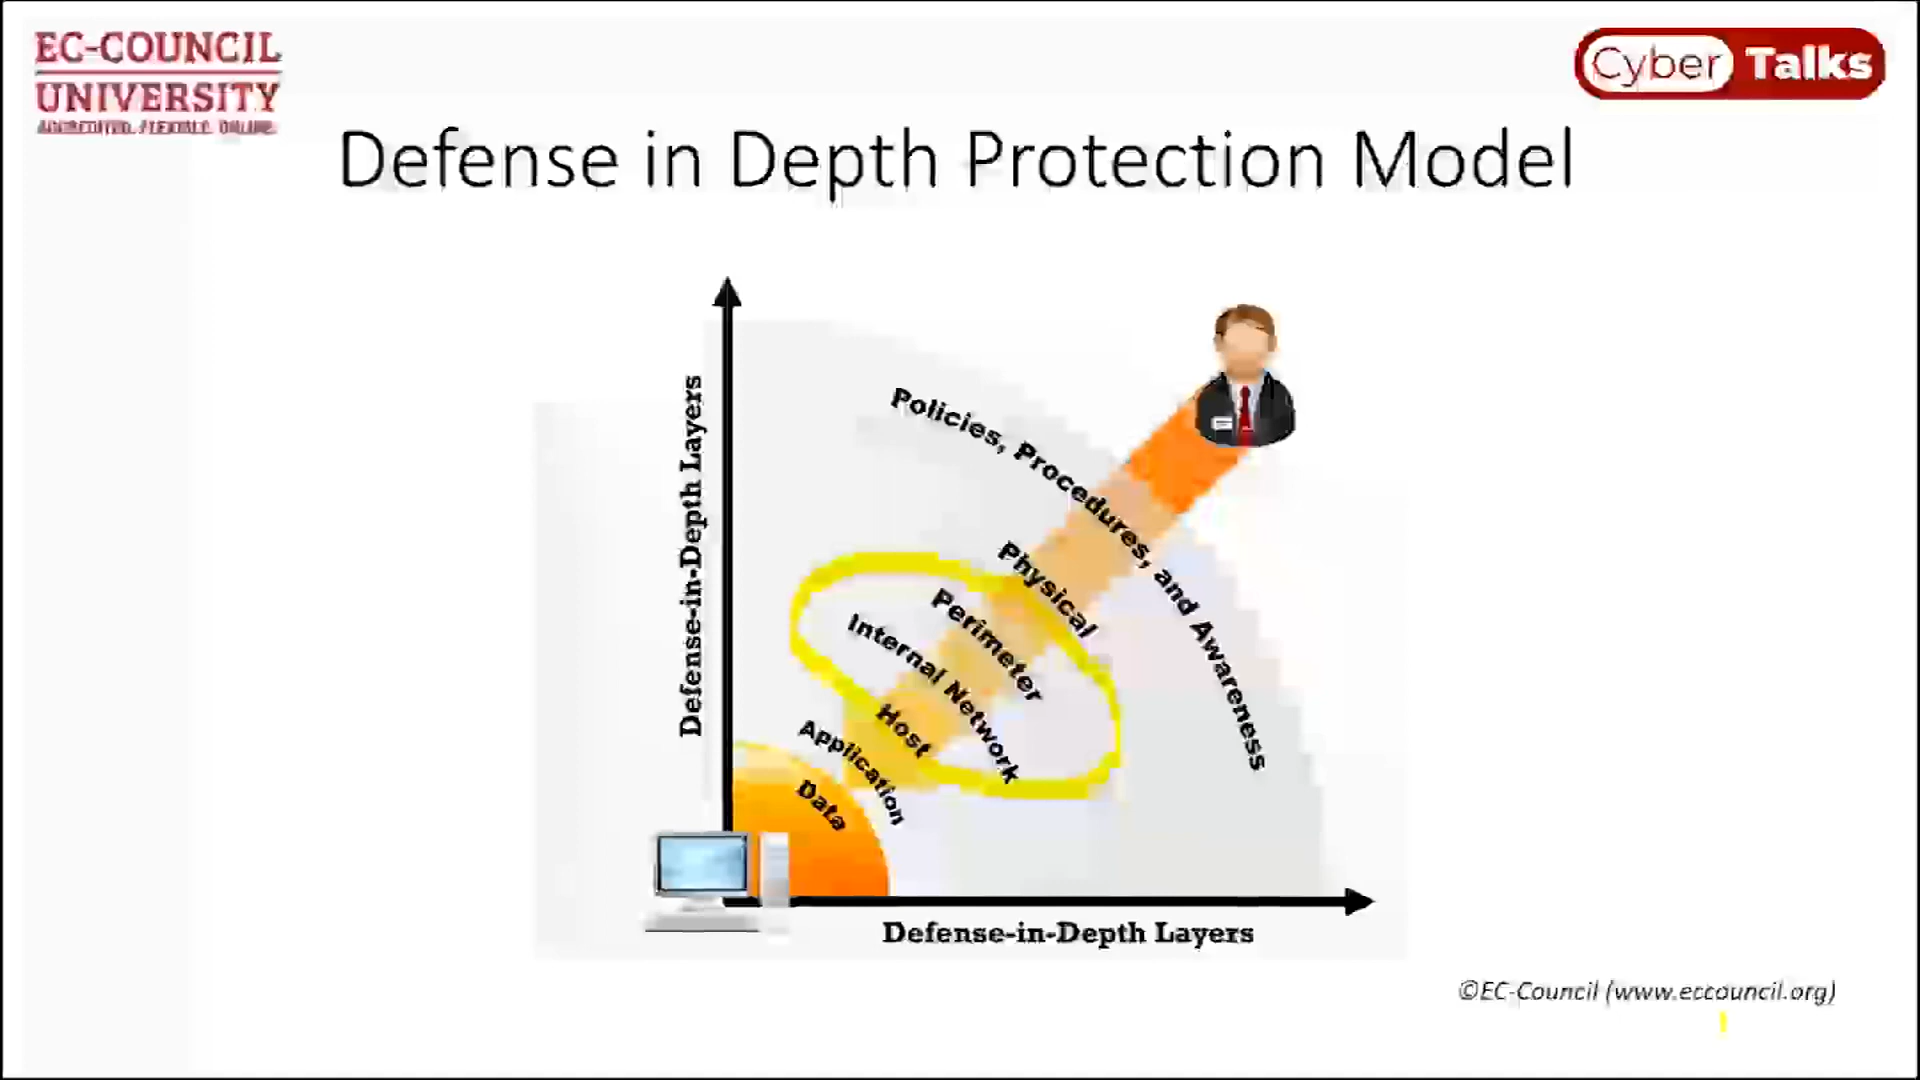 EC-COUNCIL
UNIVERSITY
ACCREDITED. FLEXIBLE. ONLINE.
Cyber Talks
Defense in Depth Protection Model
Defense-in-Depth Layers
Policies, Procedures, and Awareness
Physical
Perimeter
Internal Network
Host
Application
Data
Defense-in-Depth Layers
©EC-Council (www.eccouncil.org)